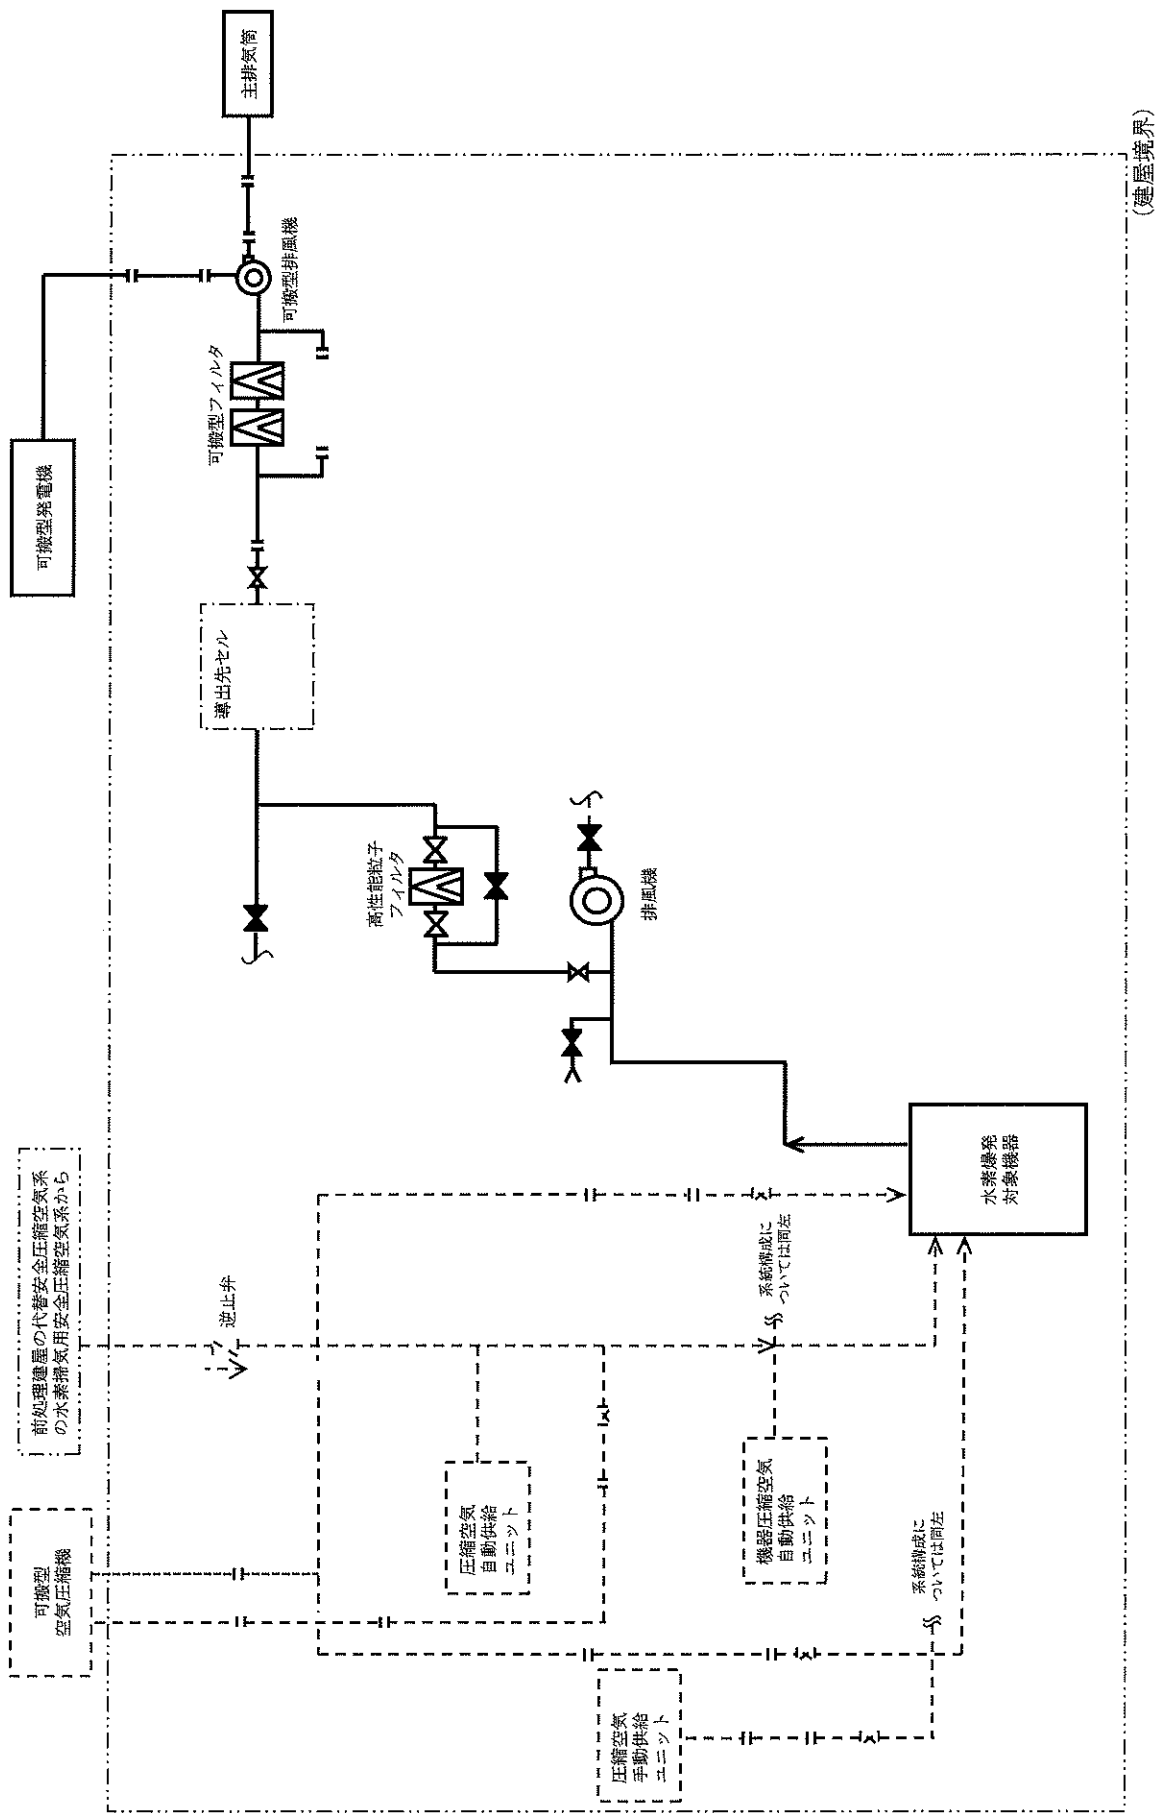 前処理建屋の代替安全圧縮空気系
の水素掃気用安全圧縮空気系から
可搬型
空気圧縮機
逆止弁
圧縮空気
自動供給
ユニット
機器圧縮空気
自動供給
ユニット
圧縮空気
手動供給
ユニット
系統構成に
ついては同左
系統構成に
ついては同左
水素爆発
対象機器
排風機
高性能粒子
フィルタ
導出先セル
可搬型発電機
可搬型フィルタ
可搬型排風機
主排気筒
(建屋境界)